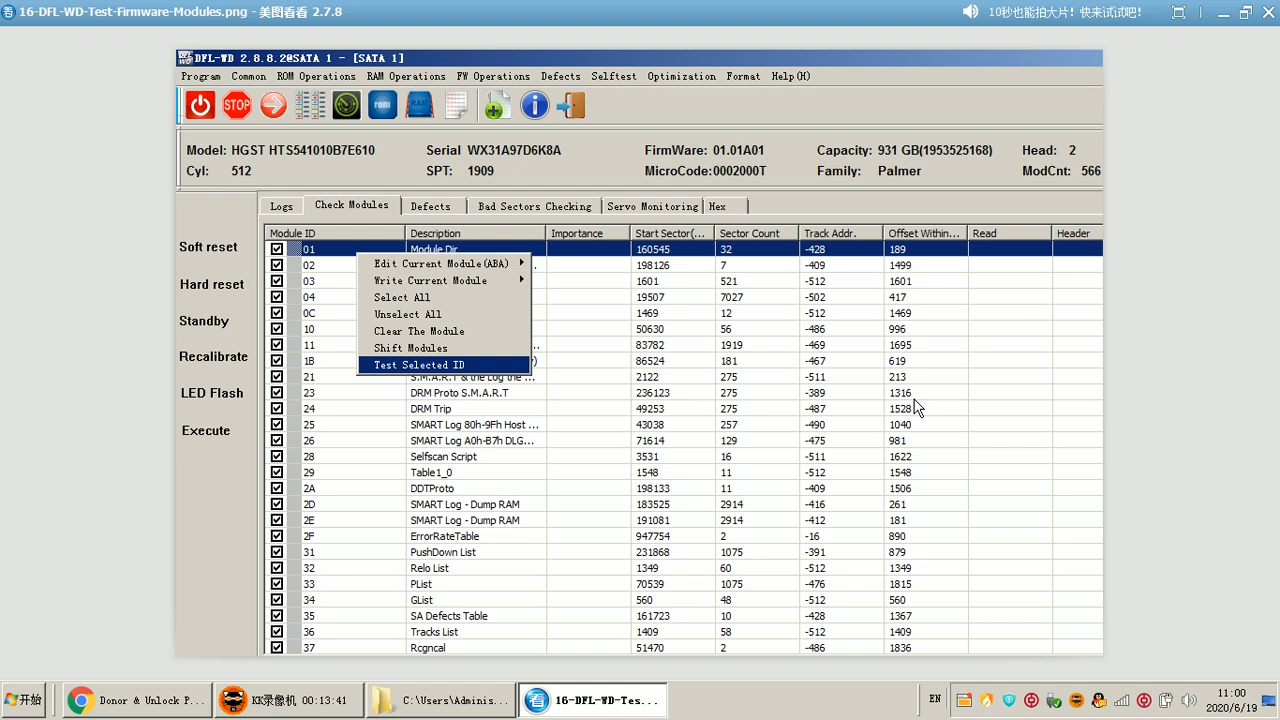 16-DFL-WD-Test-Firmware-Modules.png - 美图看看 2.7.8
10秒也能拍大片！快来试试吧！
DFL-WD 2.8.8.2@SATA 1 - [SATA 1]
Program Common ROM Operations RAM Operations FW Operations Defects Selftest Optimization Format Help(H)
STOP rom RAM
Model: HGST HTS541010B7E610 Serial WX31A97D6K8A FirmWare: 01.01A01 Capacity: 931 GB(1953525168) Head: 2
Cyl: 512 SPT: 1909 MicroCode:0002000T Family: Palmer ModCnt: 566
Logs Check Modules Defects Bad Sectors Checking Servo Monitoring Hex
Soft reset
Hard reset
Standby
Recalibrate
LED Flash
Execute
Module ID Description Importance Start Sector(... Sector Count Track Addr. Offset Within... Read Header
01 Module Dir 160545 32 -428 189
02 198126 7 -409 1499
03 1601 521 -512 1601
04 19507 7027 -502 417
0C 1469 12 -512 1469
10 50630 56 -486 996
11 83782 1919 -469 1695
1B 86524 181 -467 619
21 S.M.A.R.T & the Log the ... 2122 275 -511 213
23 DRM Proto S.M.A.R.T 236123 275 -389 1316
24 DRM Trip 49253 275 -487 1528
25 SMART Log 80h-9Fh Host ... 43038 257 -490 1040
26 SMART Log A0h-B7h DLG... 71614 129 -475 981
28 Selfscan Script 3531 16 -511 1622
29 Table1_0 1548 11 -512 1548
2A DDTProto 198133 11 -409 1506
2D SMART Log - Dump RAM 183525 2914 -416 261
2E SMART Log - Dump RAM 191081 2914 -412 181
2F ErrorRateTable 947754 2 -16 890
31 PushDown List 231868 1075 -391 879
32 Relo List 1349 60 -512 1349
33 PList 70539 1075 -476 1815
34 GList 560 48 -512 560
35 SA Defects Table 161723 10 -428 1367
36 Tracks List 1409 58 -512 1409
37 Rcgncal 51470 2 -486 1836
Edit Current Module(ABA)
Write Current Module
Select All
Unselect All
Clear The Module
Shift Modules
Test Selected ID
开始 Donor & Unlock P... KK录像机 00:13:41 C:\Users\Adminis... 16-DFL-WD-Tes... EN 11:00
2020/6/19